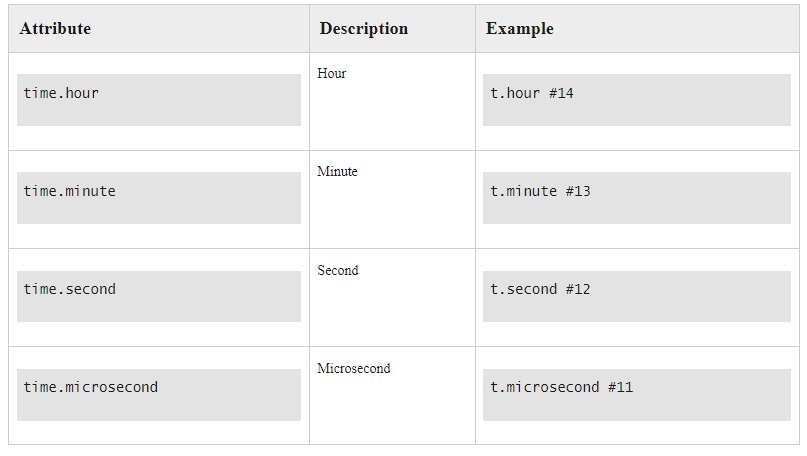 Attribute Description Example
time.hour Hour t.hour #14
time.minute Minute t.minute #13
time.second Second t.second #12
time.microsecond Microsecond t.microsecond #11